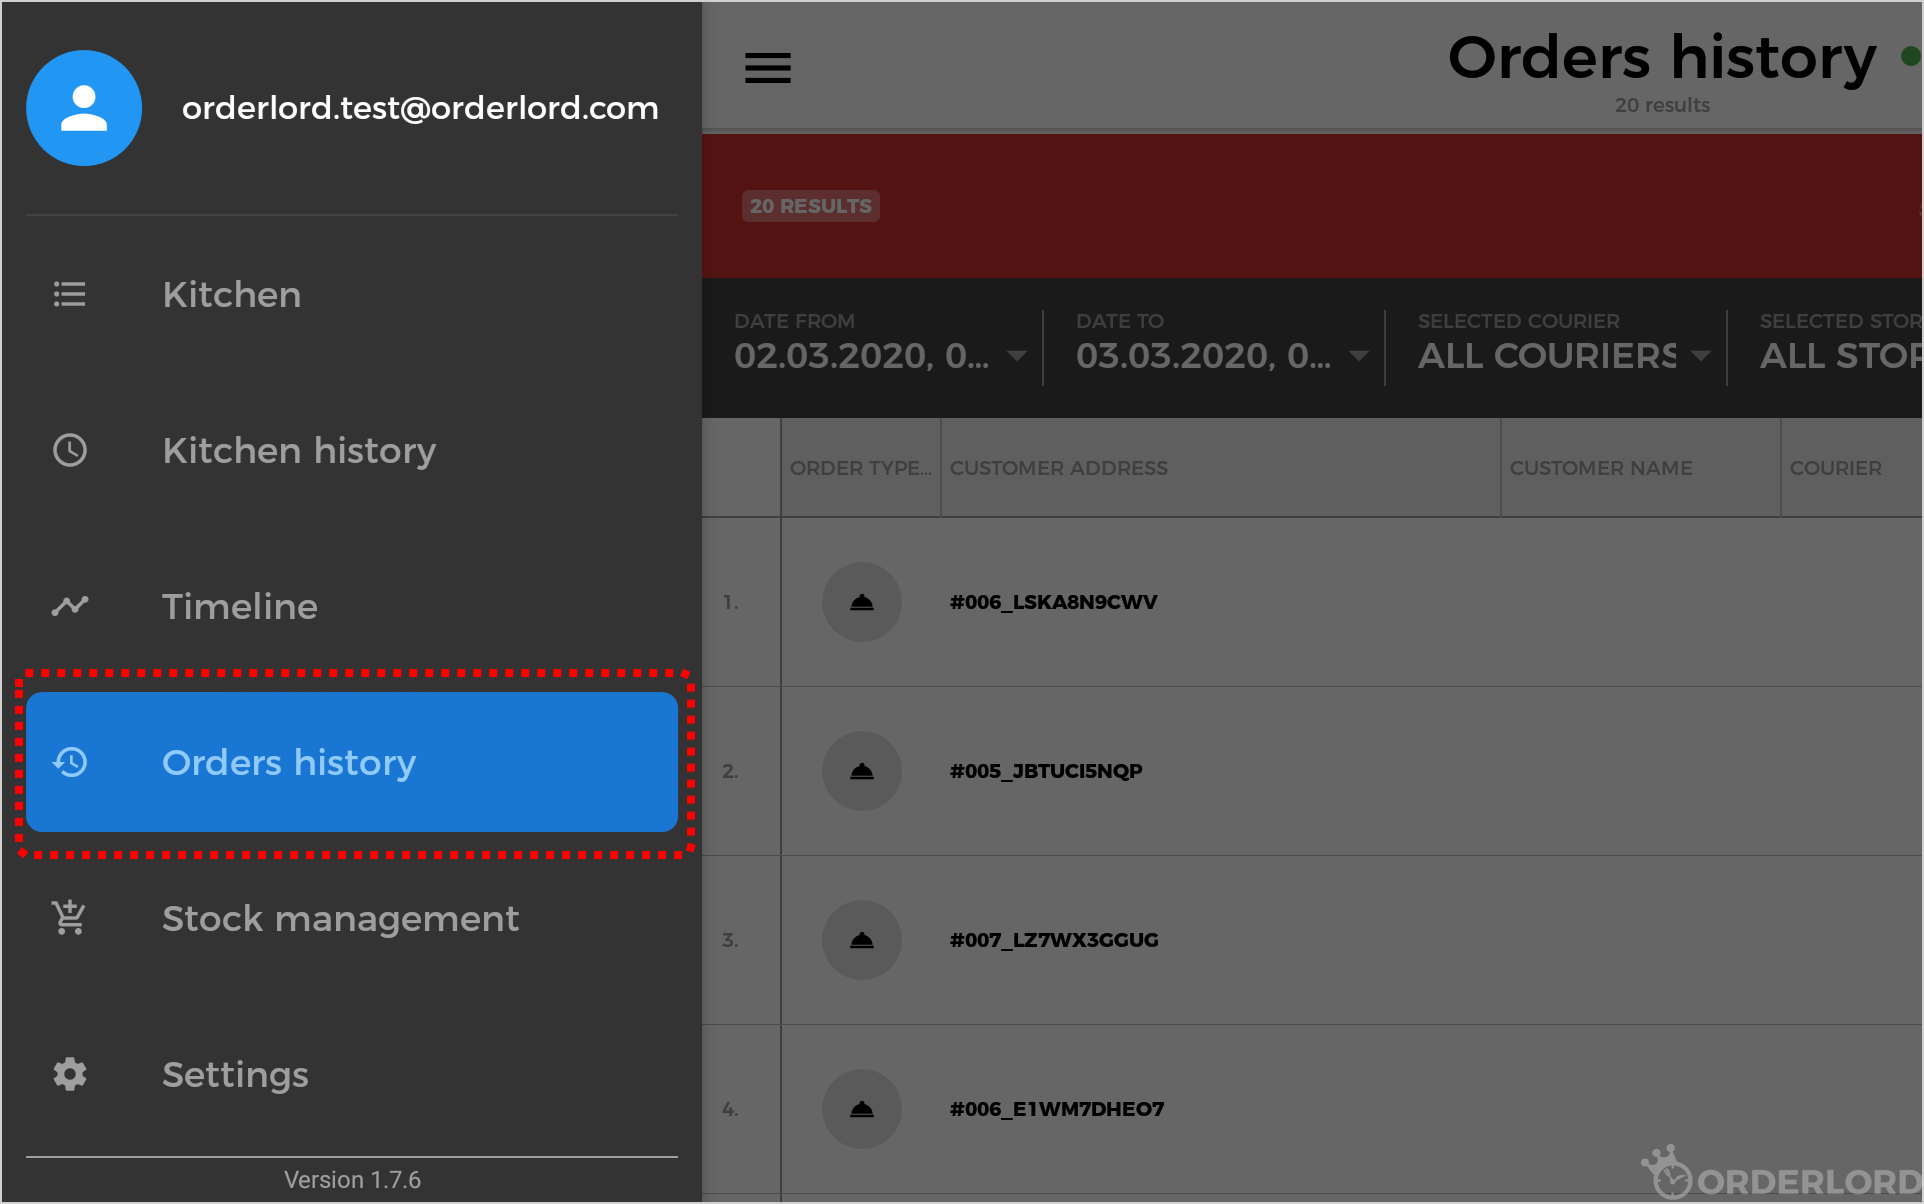 orderlord.test@orderlord.com
Kitchen
Kitchen history
Timeline
Orders history
Stock management
Settings
Version 1.7.6
Orders history
20 results
20 RESULTS
DATE FROM
02.03.2020, 0...
DATE TO
03.03.2020, 0...
SELECTED COURIER
ALL COURIERS
SELECTED STOR
ALL STOR
ORDER TYPE... CUSTOMER ADDRESS CUSTOMER NAME COURIER
1. #006_LSKA8N9CWV
2. #005_JBTUCI5NQP
3. #007_LZ7WX3GGUG
4. #006_E1WM7DHEO7
ORDERLORD